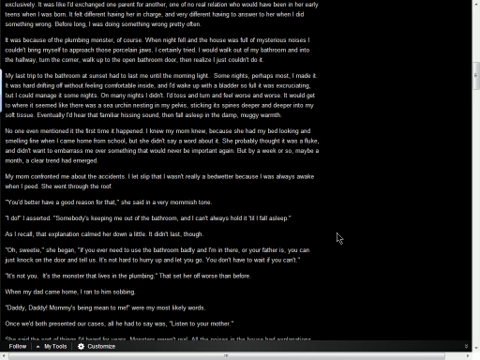 exclusively. It was like I'd exchanged one parent for another, one of no real relation who would have been in her early
teens when I was born. It felt different having her in charge, and very different having to answer to her when I did
something wrong. Before long, I was doing something wrong pretty often.
It was because of the plumbing monster, of course. When night fell and the house was full of mysterious noises I
couldn't bring myself to approach those porcelain jaws. I certainly tried. I would walk out of my bathroom and into
the hallway, turn the corner, walk up to the open bathroom door, then realize I just couldn't do it.
My last trip to the bathroom at sunset had to last me until the morning light. Some nights, perhaps most, I made it.
It was hard drifting off without feeling comfortable inside, and I'd wake up with a bladder so full it was excruciating,
but I could manage it some nights. On many nights I didn't. I'd toss and turn and feel worse and worse. It would get
to where it seemed like there was a sea urchin nesting in my pelvis, sticking its spines deeper and deeper into my
soft tissue. Eventually I'd hear that familiar hissing sound, then fall asleep in the damp, muggy warmth.
No one even mentioned it the first time it happened. I knew my mom knew, because she had my bed looking and
smelling fine when I came home from school, but she didn't say a word about it. She probably thought it was a fluke,
and didn't want to embarrass me over something that would never be important again. But by a week or so, maybe a
month, a clear trend had emerged.
My mom confronted me about the accidents. I let slip that I wasn't really a bedwetter because I was always awake
when I peed. She went through the roof.
"You'd better have a good reason for that," she said in a very mommish tone.
"I do!" I asserted. "Somebody's keeping me out of the bathroom, and I can't always hold it 'til I fall asleep."
As I recall, that explanation calmed her down a little. It didn't last, though.
"Oh, sweetie," she began, "if you ever need to use the bathroom badly and I'm in there, or your father is, you can
just knock on the door and tell us. It's not hard to hurry up and let you go. You don't have to wait if you can't."
"It's not you. It's the monster that lives in the plumbing." That set her off worse than before.
When my dad came home, I ran to him sobbing.
"Daddy, Daddy! Mommy's being mean to me!" were my most likely words.
Once we'd both presented our cases, all he had to say was, "Listen to your mother."
She said the sort of things I'd heard for years. Monsters weren't real. All the noises in the house had explanations
Follow My Tools Customize